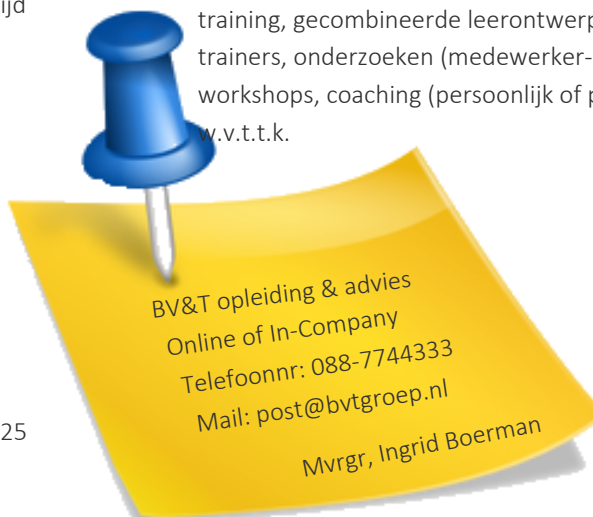 ijd
training, gecombineerde leerontwerp
trainers, onderzoeken (medewerker-
workshops, coaching (persoonlijk of p
w.v.t.t.k.
BV&T opleiding & advies
Online of In-Company
Telefoonnr: 088-7744333
Mail: post@bvtgroep.nl
25
Mvrgr, Ingrid Boerman